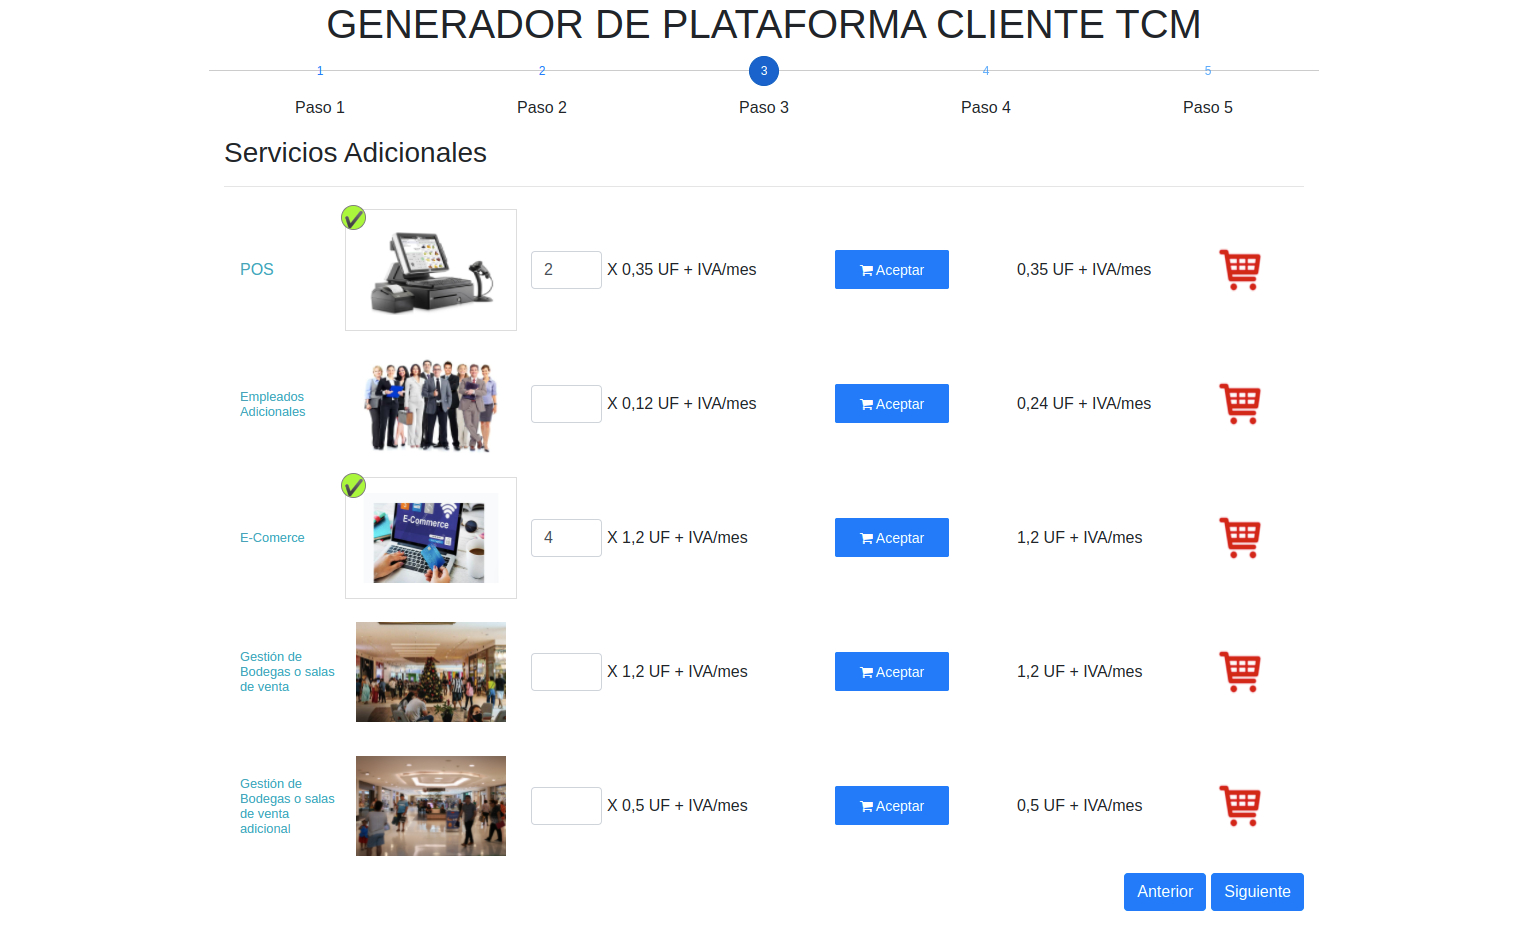 GENERADOR DE PLATAFORMA CLIENTE TCM
1 2 3 4 5
Paso 1 Paso 2 Paso 3 Paso 4 Paso 5
Servicios Adicionales
POS
2 X 0,35 UF + IVA/mes Aceptar 0,35 UF + IVA/mes
Empleados
Adicionales
X 0,12 UF + IVA/mes Aceptar 0,24 UF + IVA/mes
E-Commerce
E-Comerce
4 X 1,2 UF + IVA/mes Aceptar 1,2 UF + IVA/mes
Gestión de
Bodegas o salas
de venta
X 1,2 UF + IVA/mes Aceptar 1,2 UF + IVA/mes
Gestión de
Bodegas o salas
de venta
adicional
X 0,5 UF + IVA/mes Aceptar 0,5 UF + IVA/mes
Anterior Siguiente